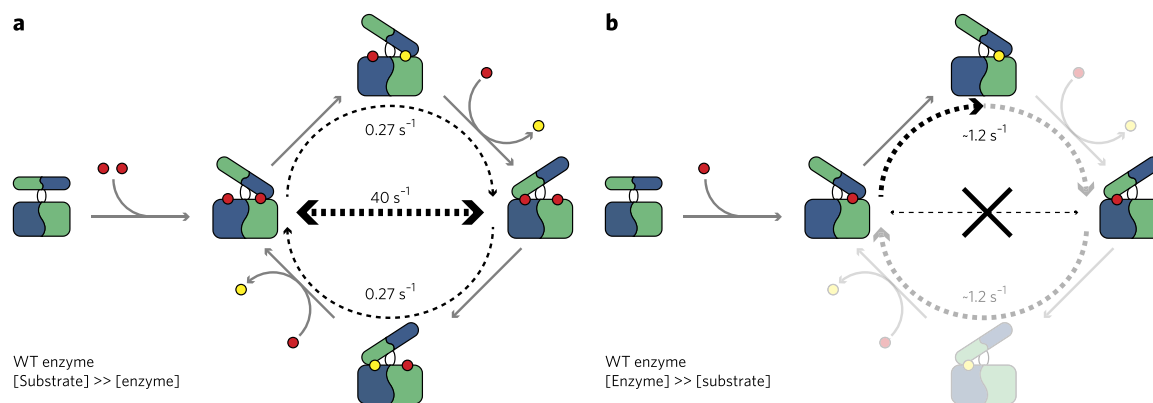 a
0.27 s⁻¹
40 s⁻¹
0.27 s⁻¹
WT enzyme
[Substrate] >> [enzyme]
b
~1.2 s⁻¹
~1.2 s⁻¹
WT enzyme
[Enzyme] >> [substrate]